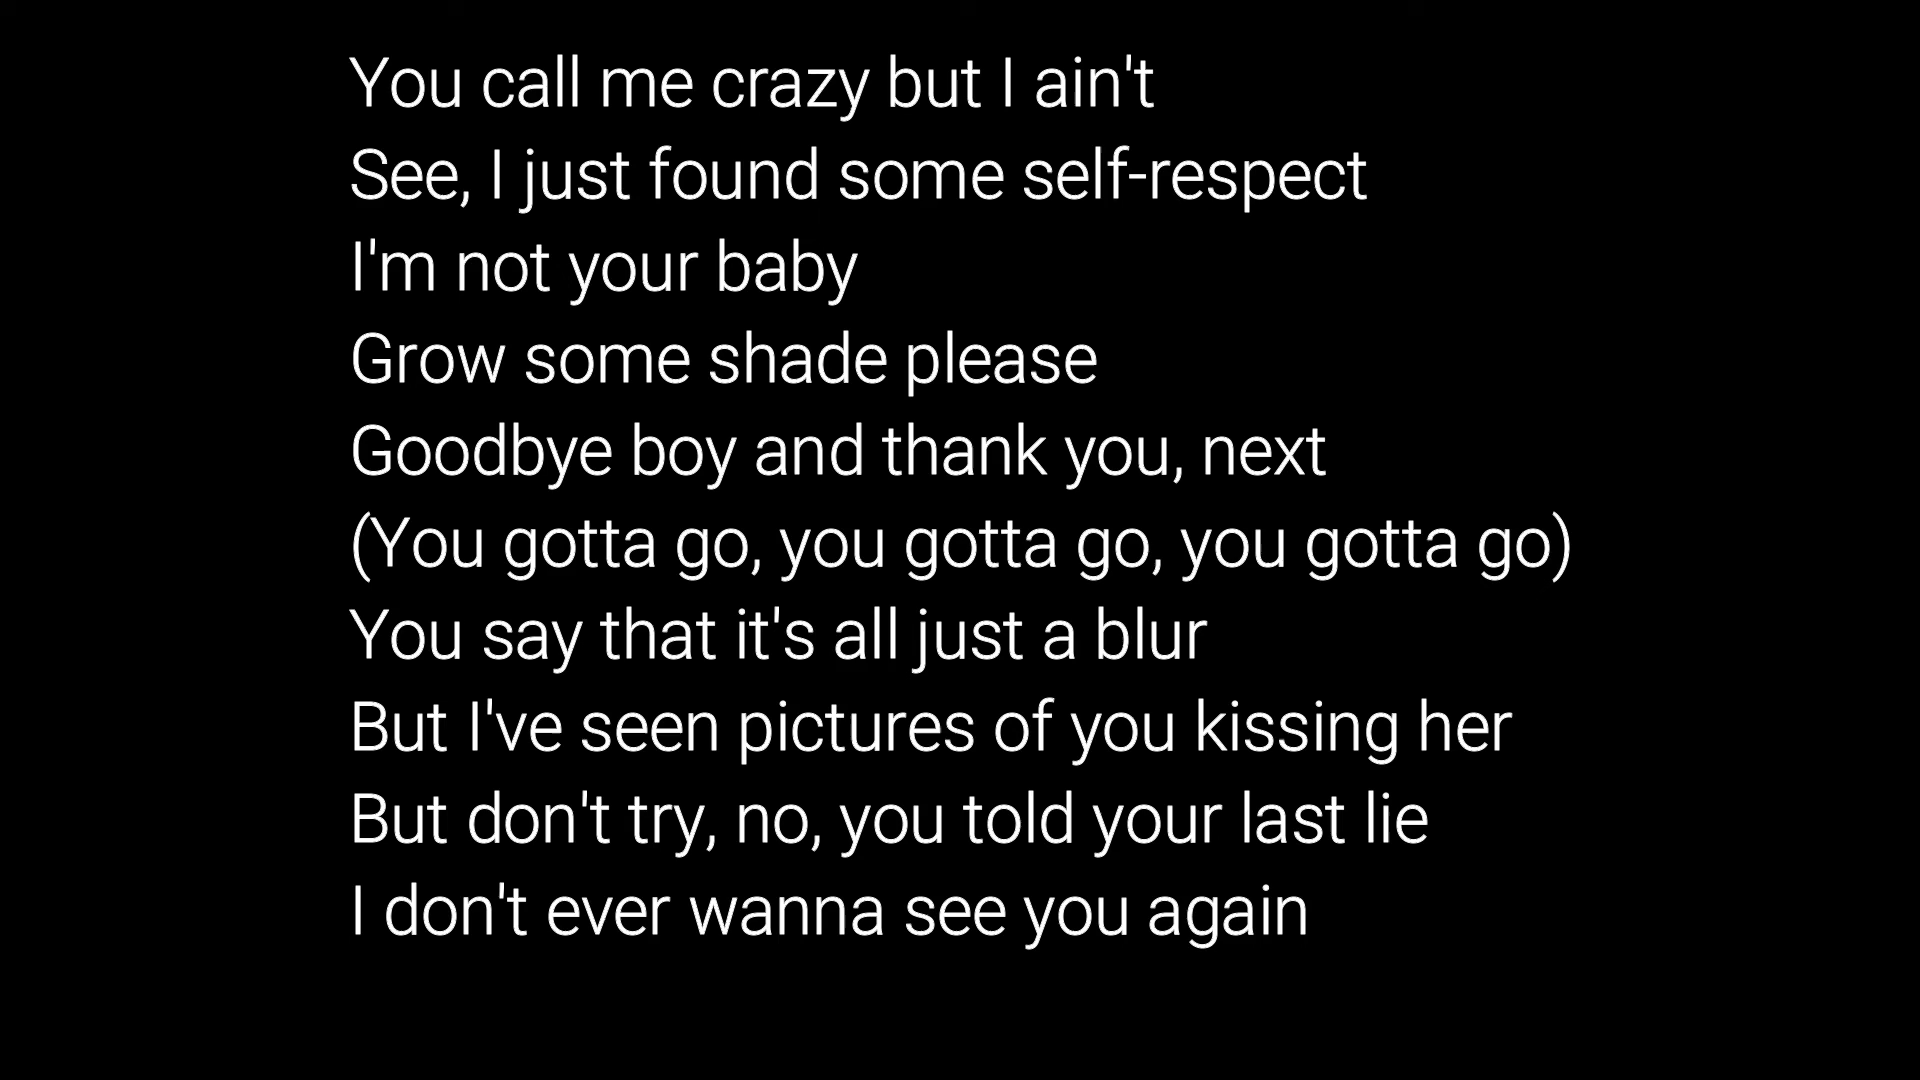 You call me crazy but I ain't
See, I just found some self-respect
I'm not your baby
Grow some shade please
Goodbye boy and thank you, next
(You gotta go, you gotta go, you gotta go)
You say that it's all just a blur
But I've seen pictures of you kissing her
But don't try, no, you told your last lie
I don't ever wanna see you again